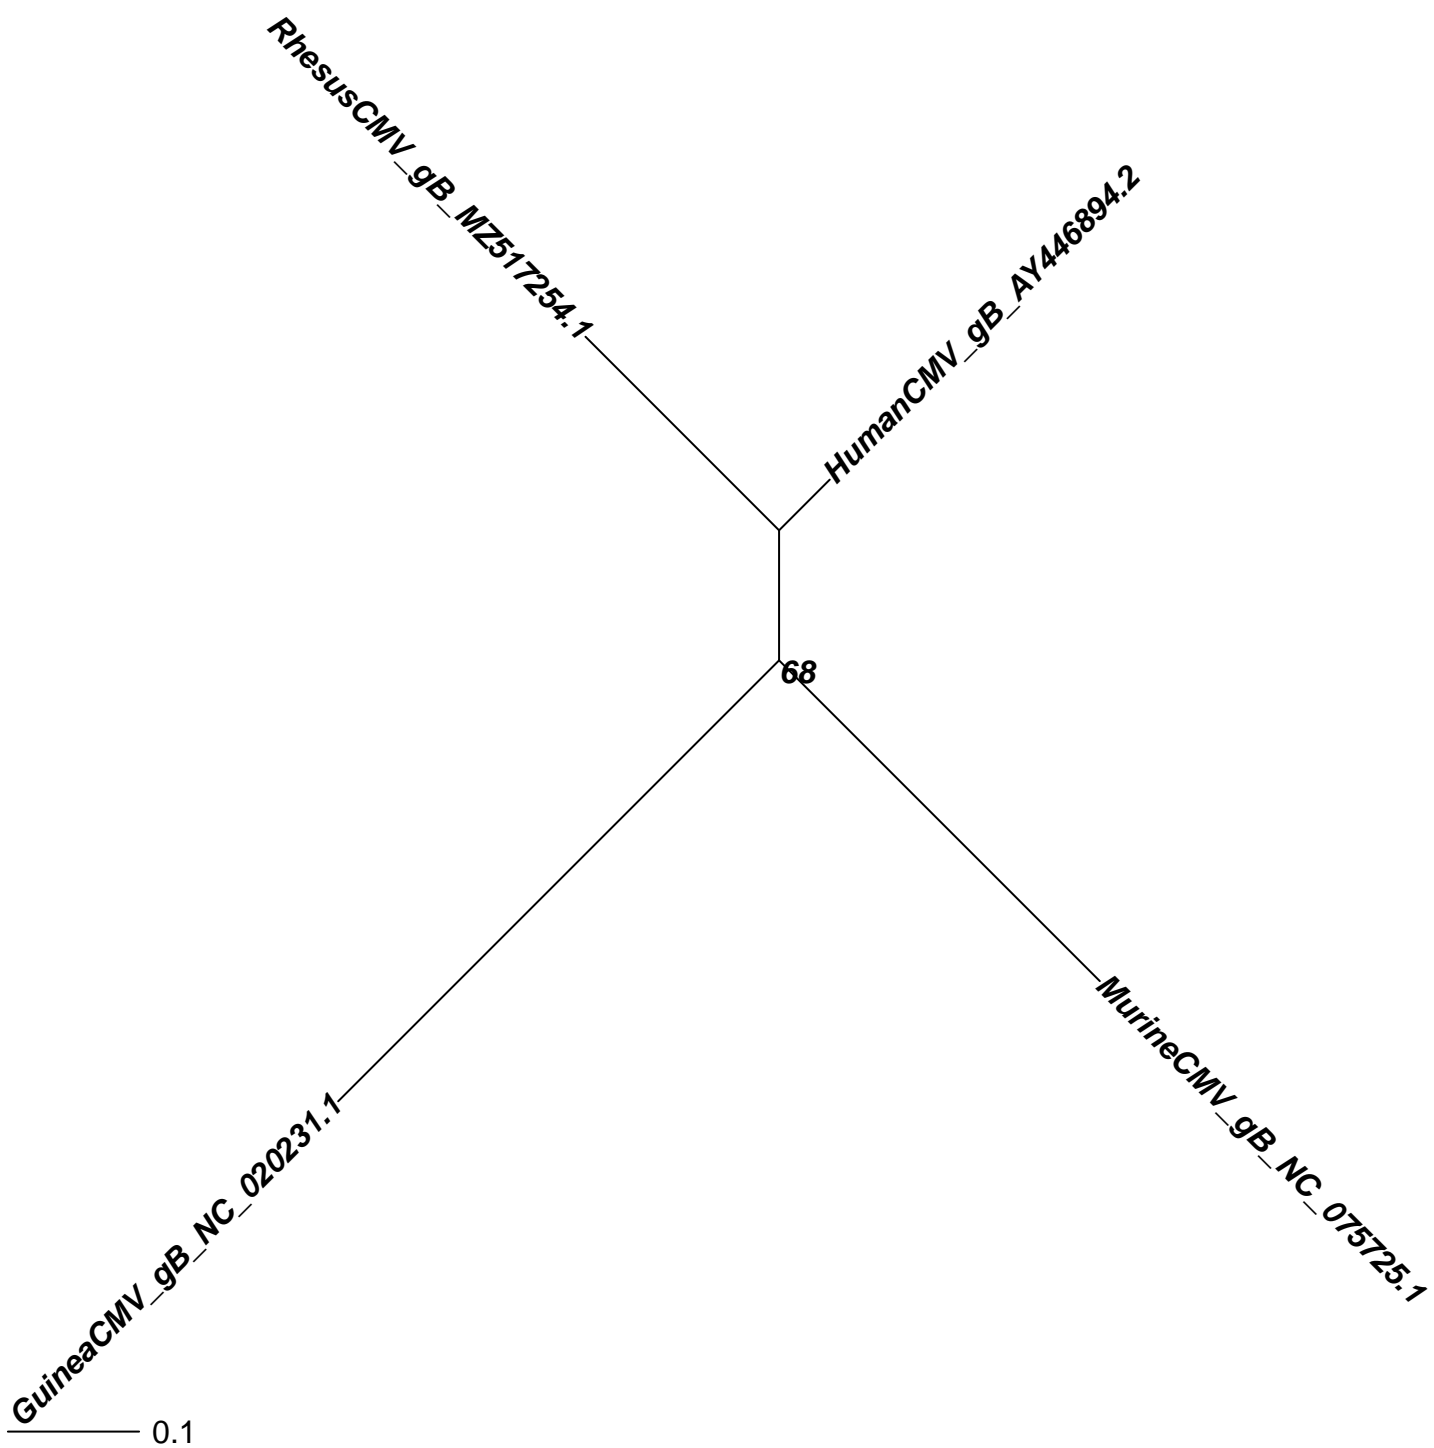 RhesusCMV_gB_MZ517254.1
HumanCMV_gB_AY446894.2
68
MurineCMV_gB_NC_075725.1
GuineaCMV_gB_NC_020231.1
0.1